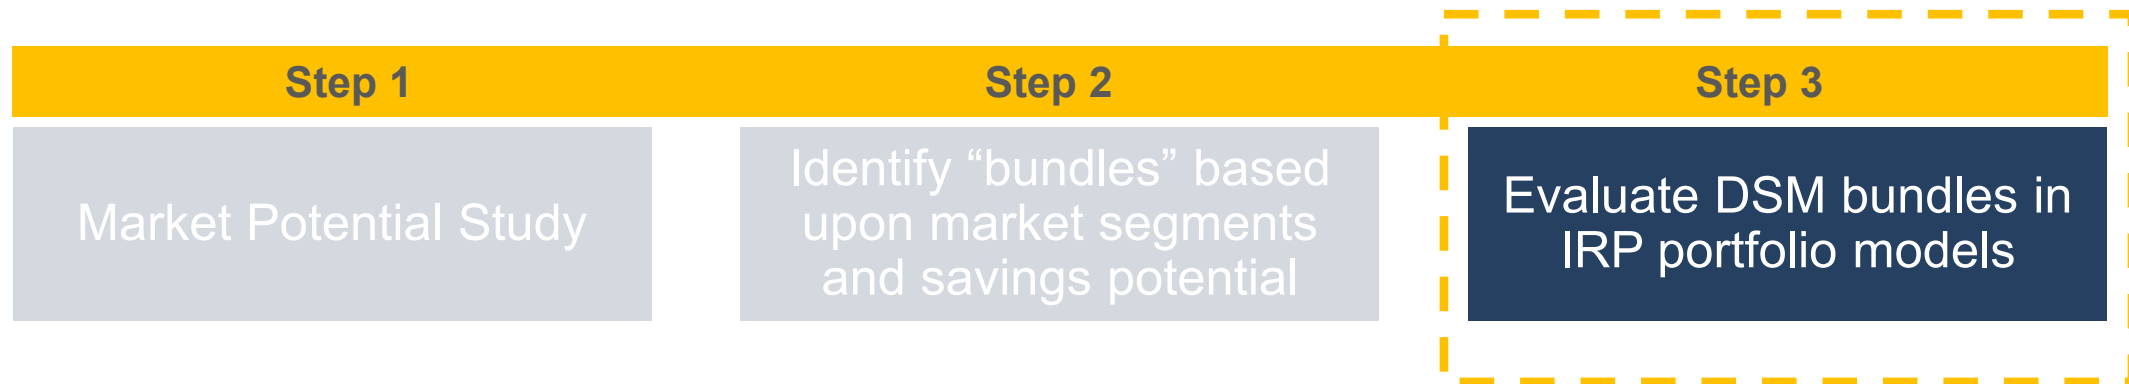 Step 1
Step 2
Step 3
Market Potential Study
Identify “bundles” based
upon market segments
and savings potential
Evaluate DSM bundles in
IRP portfolio models